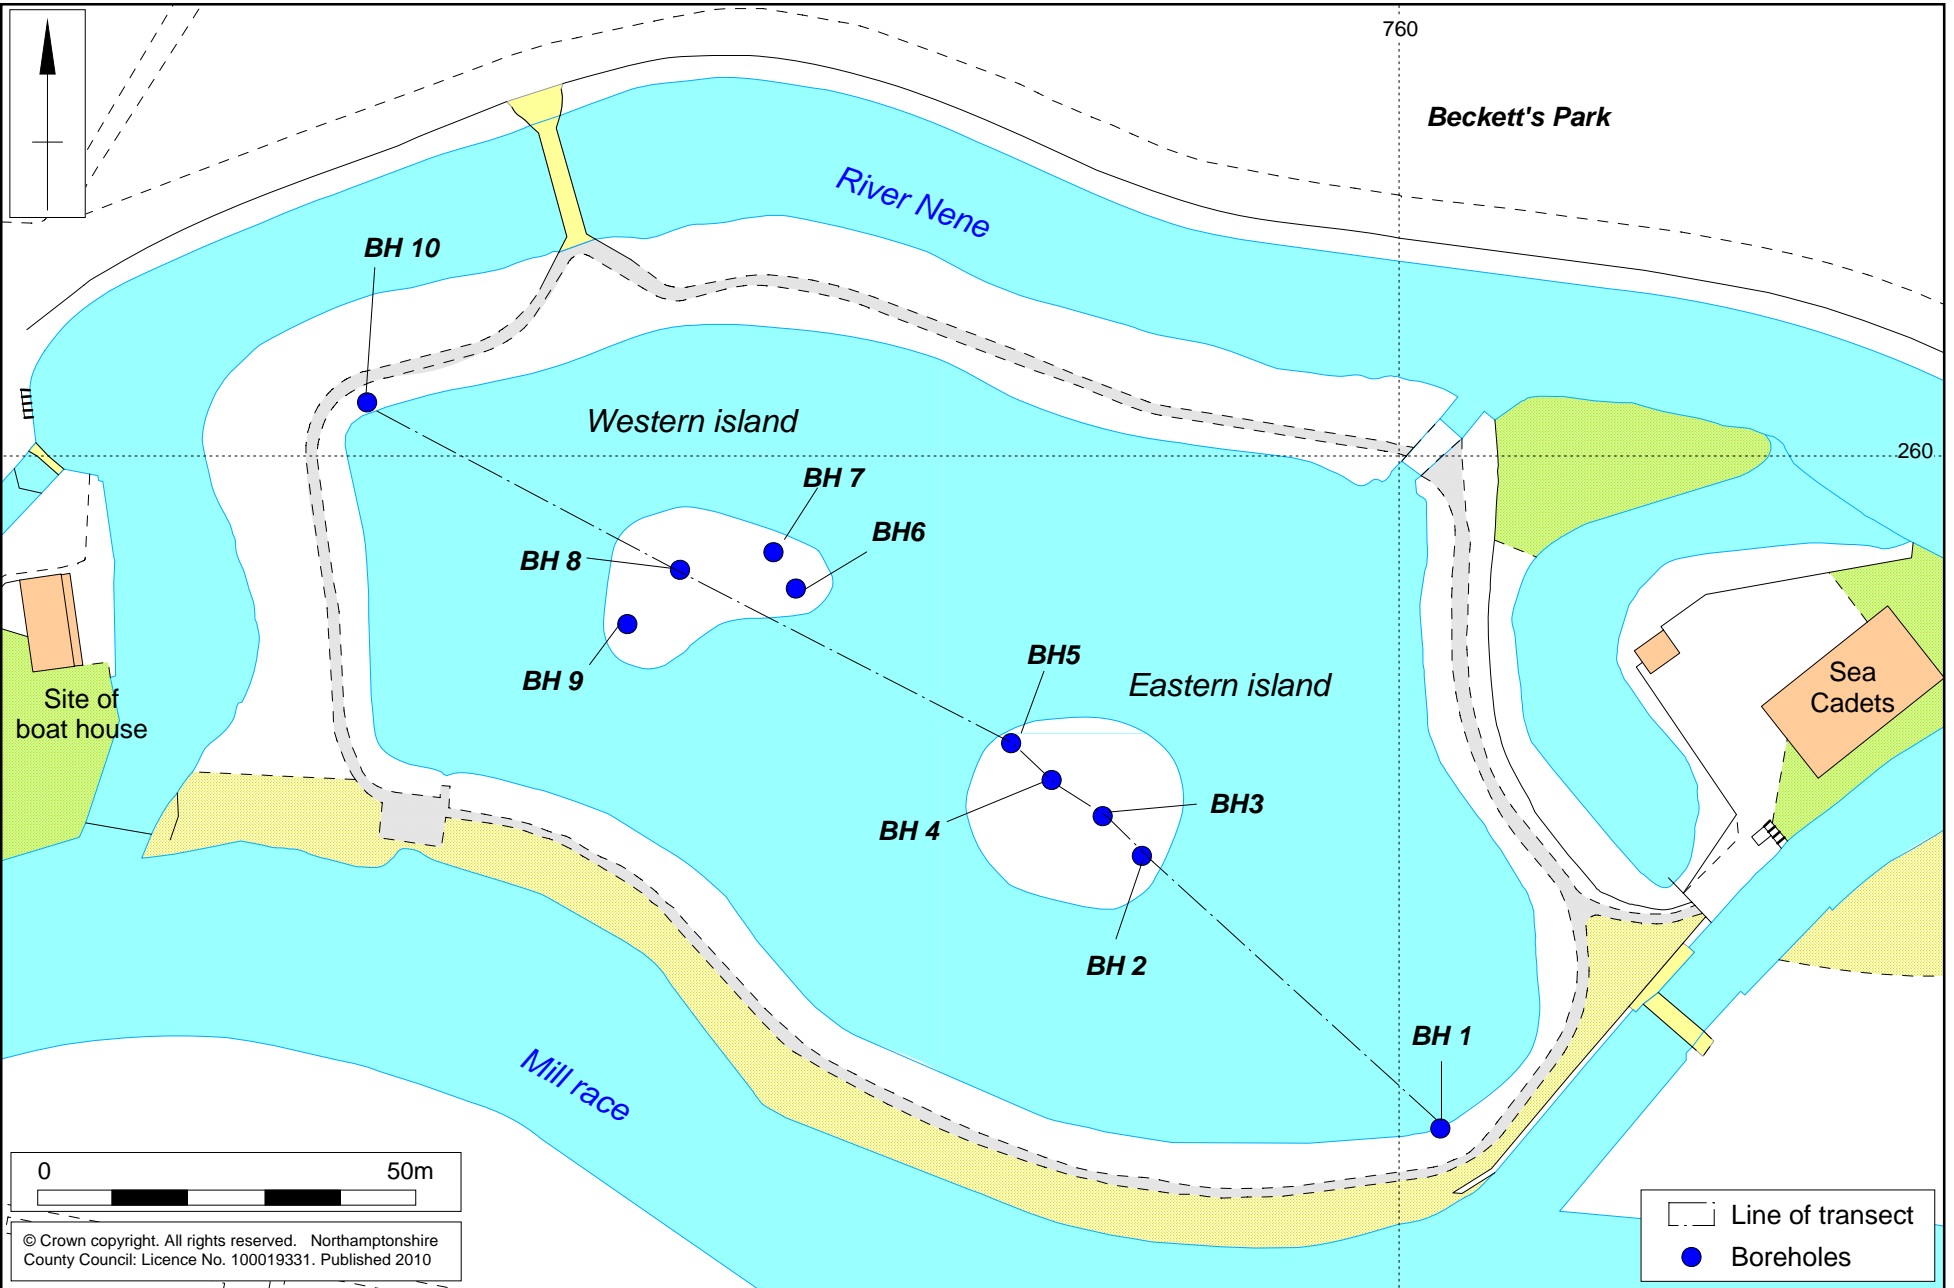 760
Beckett's Park
River Nene
BH 10
Western island
260
BH 7
BH6
BH 8
BH 9
BH5
Eastern island
Sea
Cadets
Site of
boat house
BH3
BH 4
BH 2
BH 1
Mill race
0 50m
© Crown copyright. All rights reserved. Northamptonshire
County Council: Licence No. 100019331. Published 2010
Line of transect
Boreholes